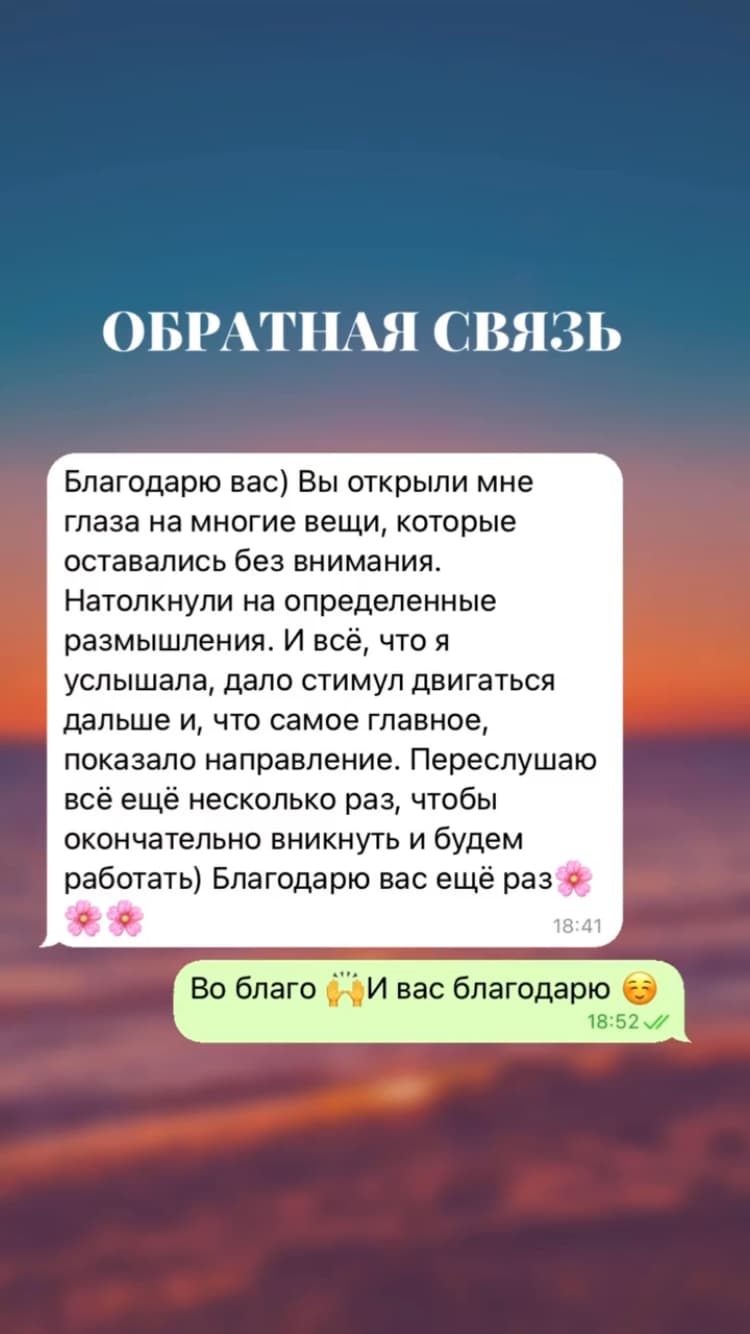 ОБРАТНАЯ СВЯЗЬ
Благодарю вас) Вы открыли мне
глаза на многие вещи, которые
оставались без внимания.
Натолкнули на определенные
размышления. И всё, что я
услышала, дало стимул двигаться
дальше и, что самое главное,
показало направление. Переслушаю
всё ещё несколько раз, чтобы
окончательно вникнуть и будем
работать) Благодарю вас ещё раз🌸
🌸🌸
18:41
Во благо 🙌И вас благодарю ☺️
18:52